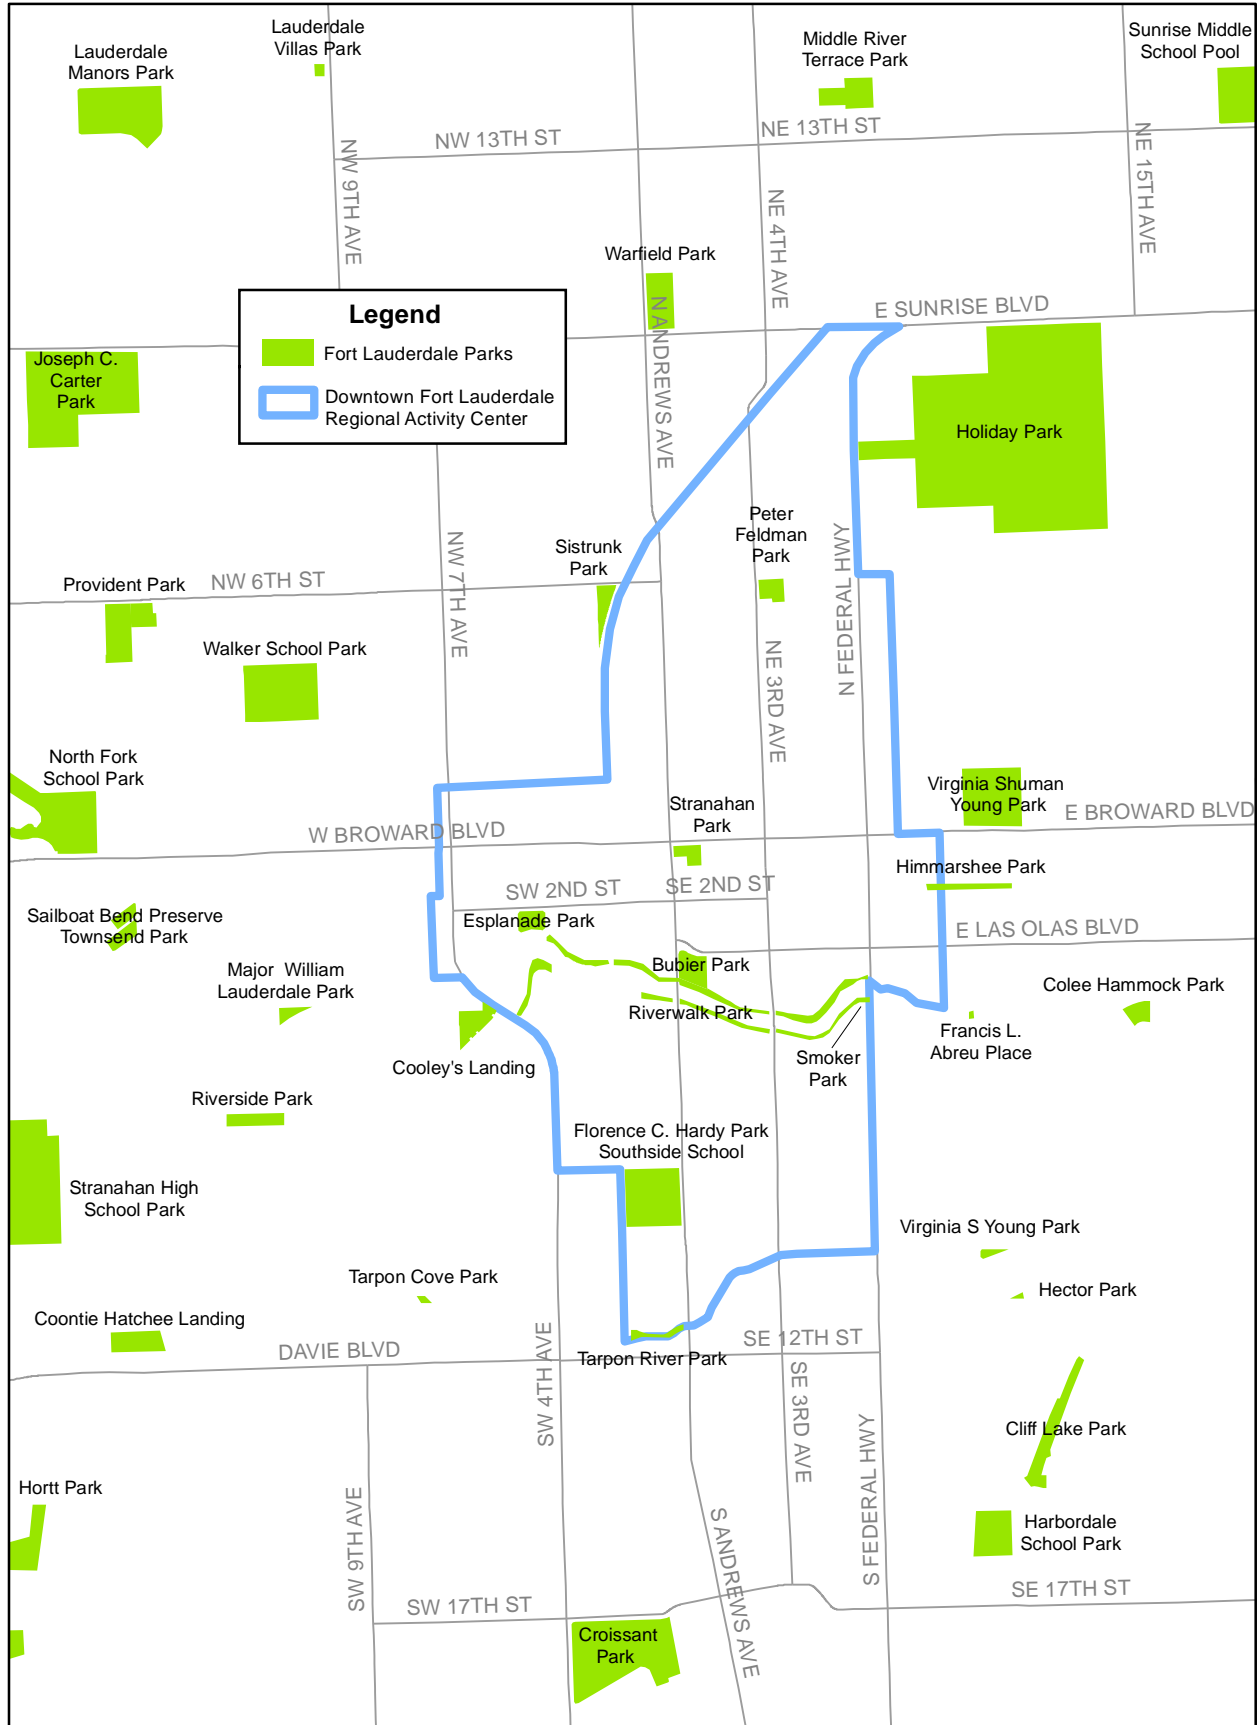 Lauderdale
Villas Park
Lauderdale
Manors Park
Middle River
Terrace Park
Sunrise Middle
School Pool
NW 13TH ST
NE 13TH ST
NW 9TH AVE
NE 4TH AVE
NE 15TH AVE
Warfield Park
E SUNRISE BLVD
N ANDREWS AVE
Legend
Fort Lauderdale Parks
Downtown Fort Lauderdale
Regional Activity Center
Joseph C.
Carter
Park
Holiday Park
Peter
Feldman
Park
Sistrunk
Park
NW 7TH AVE
N FEDERAL HWY
Provident Park
NW 6TH ST
Walker School Park
NE 3RD AVE
North Fork
School Park
Virginia Shuman
Young Park
Stranahan
Park
W BROWARD BLVD
E BROWARD BLVD
Himmarshee Park
SW 2ND ST
SE 2ND ST
Sailboat Bend Preserve
Townsend Park
Esplanade Park
E LAS OLAS BLVD
Major  William
Lauderdale Park
Bubier Park
Colee Hammock Park
Riverwalk Park
Francis L.
Abreu Place
Cooley's Landing
Smoker
Park
Riverside Park
Florence C. Hardy Park
Southside School
Stranahan High
School Park
Virginia S Young Park
Tarpon Cove Park
Hector Park
Coontie Hatchee Landing
DAVIE BLVD
SE 12TH ST
Tarpon River Park
SW 4TH AVE
SE 3RD AVE
S FEDERAL HWY
Cliff Lake Park
Hortt Park
SW 9TH AVE
S ANDREWS AVE
Harbordale
School Park
SW 17TH ST
SE 17TH ST
Croissant
Park